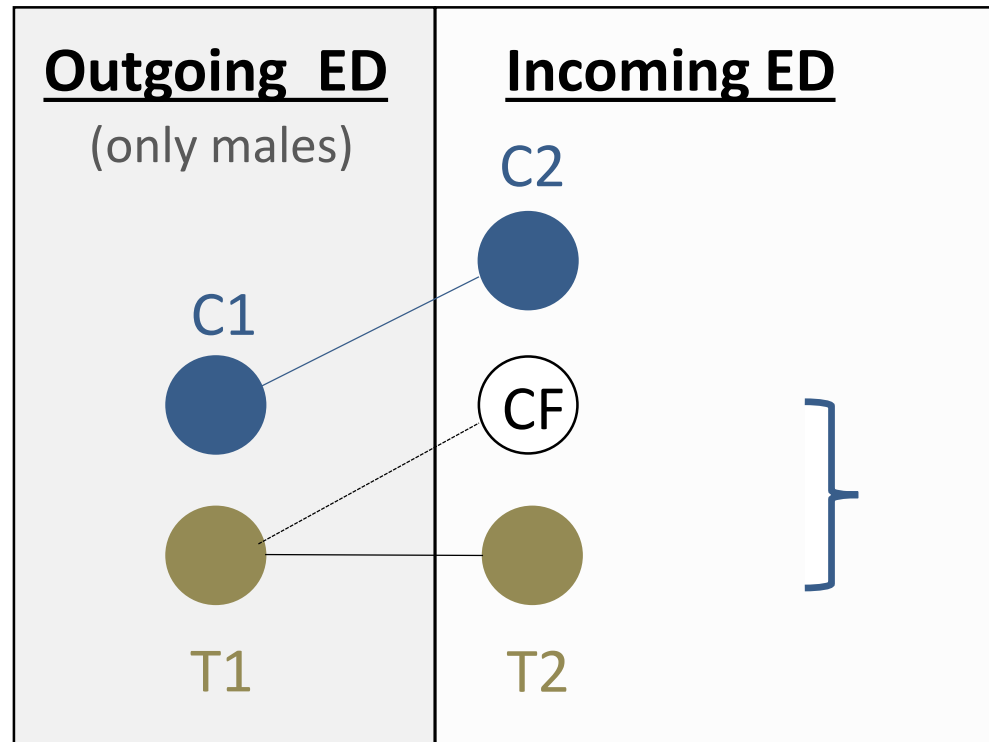 Outgoing ED
(only males)
C1
T1
Incoming ED
C2
CF
T2